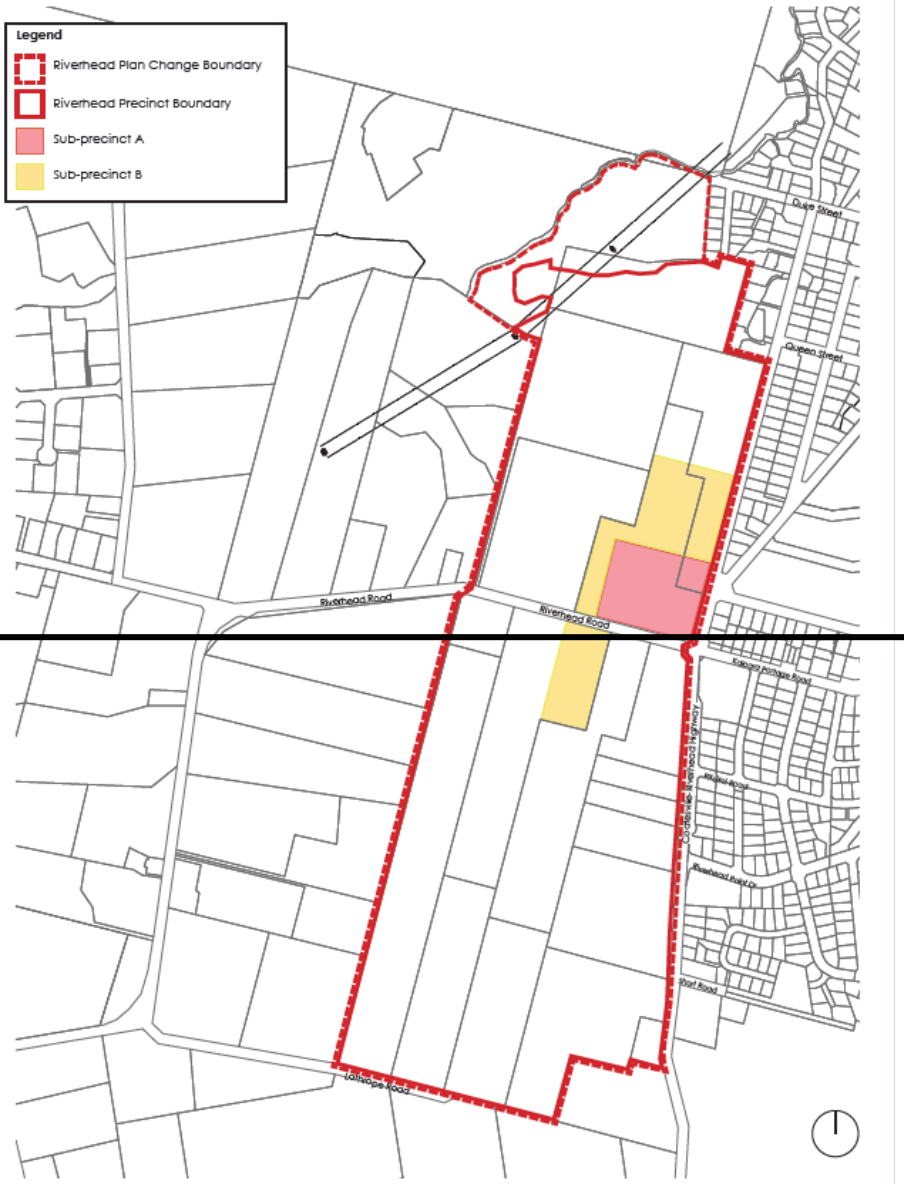 Legend
Riverhead Plan Change Boundary
Riverhead Precinct Boundary
Sub-precinct A
Sub-precinct B
Duke Street
Queen Street
Riverhead Road
Riverhead Road
Kaipara Portage Road
Coatesville-Riverhead Highway
Riverhead Point Dr
Short Road
Lathrope Road